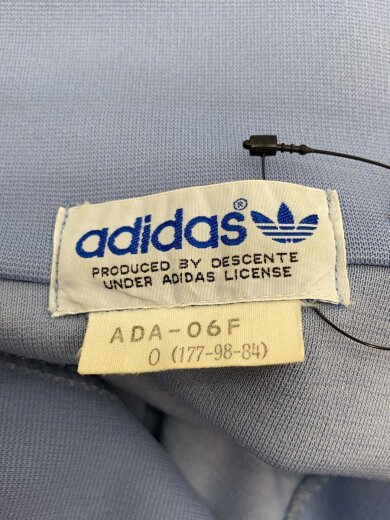 adidas®
PRODUCED BY DESCENTE
UNDER ADIDAS LICENSE
ADA-06F
O (177-98-84)